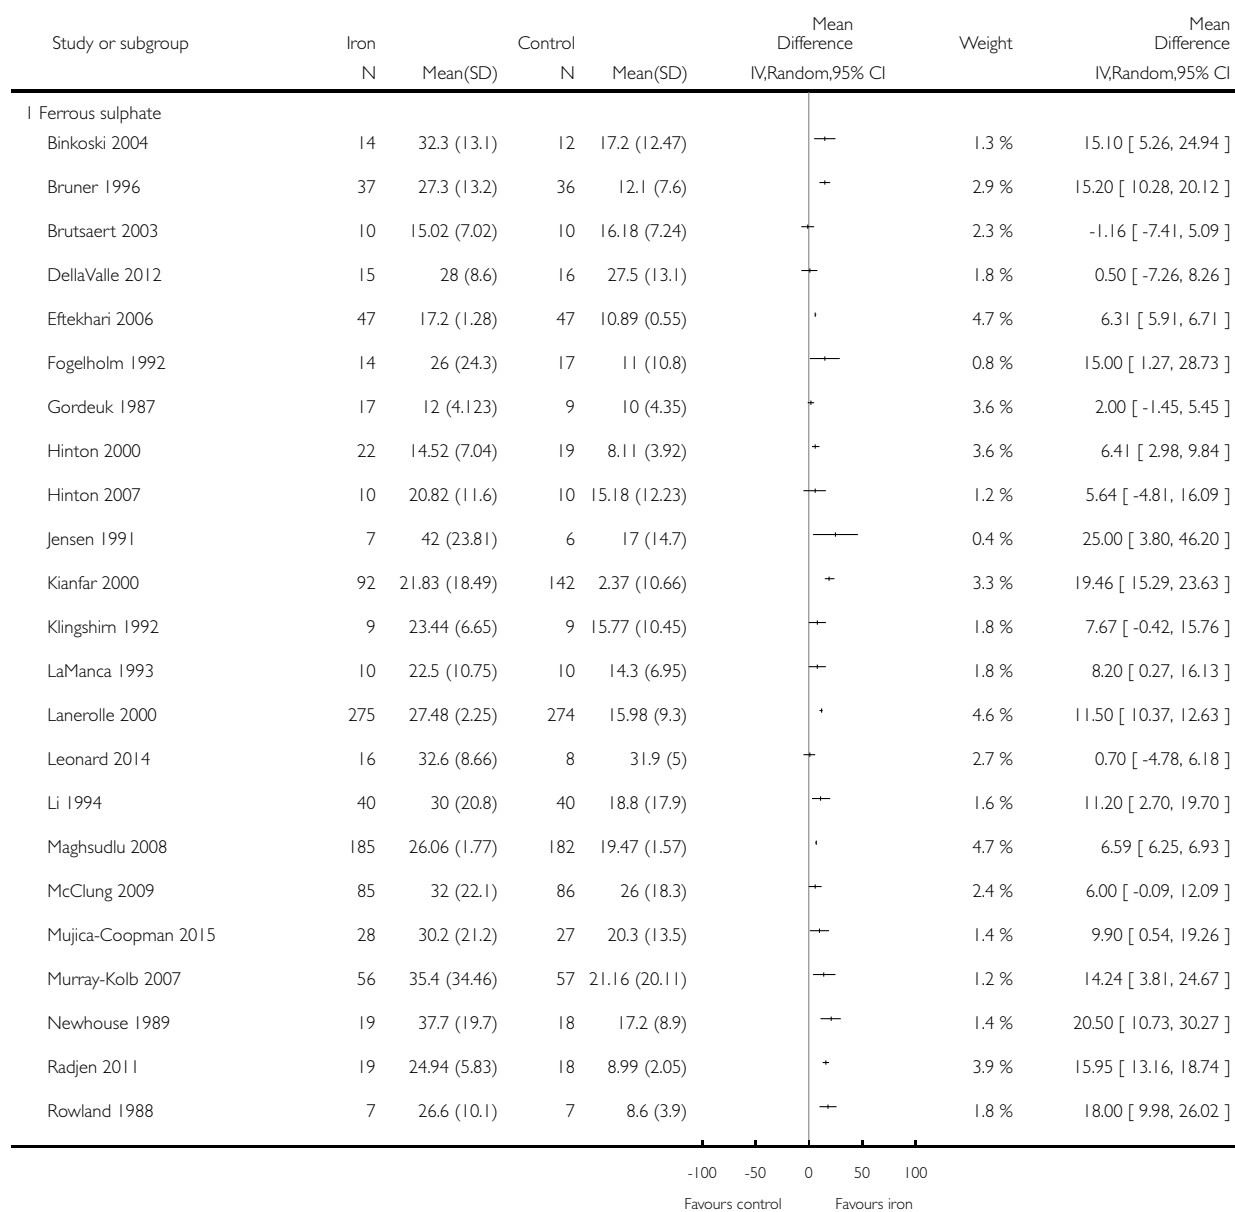 Mean Mean
Study or subgroup Iron Control Difference Weight Difference
N Mean(SD) N Mean(SD) IV,Random,95% CI IV,Random,95% CI
1 Ferrous sulphate
Binkoski 2004 14 32.3 (13.1) 12 17.2 (12.47) 1.3 % 15.10 [ 5.26, 24.94 ]
Bruner 1996 37 27.3 (13.2) 36 12.1 (7.6) 2.9 % 15.20 [ 10.28, 20.12 ]
Brutsaert 2003 10 15.02 (7.02) 10 16.18 (7.24) 2.3 % -1.16 [ -7.41, 5.09 ]
DellaValle 2012 15 28 (8.6) 16 27.5 (13.1) 1.8 % 0.50 [ -7.26, 8.26 ]
Eftekhari 2006 47 17.2 (1.28) 47 10.89 (0.55) 4.7 % 6.31 [ 5.91, 6.71 ]
Fogelholm 1992 14 26 (24.3) 17 11 (10.8) 0.8 % 15.00 [ 1.27, 28.73 ]
Gordeuk 1987 17 12 (4.123) 9 10 (4.35) 3.6 % 2.00 [ -1.45, 5.45 ]
Hinton 2000 22 14.52 (7.04) 19 8.11 (3.92) 3.6 % 6.41 [ 2.98, 9.84 ]
Hinton 2007 10 20.82 (11.6) 10 15.18 (12.23) 1.2 % 5.64 [ -4.81, 16.09 ]
Jensen 1991 7 42 (23.81) 6 17 (14.7) 0.4 % 25.00 [ 3.80, 46.20 ]
Kianfar 2000 92 21.83 (18.49) 142 2.37 (10.66) 3.3 % 19.46 [ 15.29, 23.63 ]
Klingshirn 1992 9 23.44 (6.65) 9 15.77 (10.45) 1.8 % 7.67 [ -0.42, 15.76 ]
LaManca 1993 10 22.5 (10.75) 10 14.3 (6.95) 1.8 % 8.20 [ 0.27, 16.13 ]
Lanerolle 2000 275 27.48 (2.25) 274 15.98 (9.3) 4.6 % 11.50 [ 10.37, 12.63 ]
Leonard 2014 16 32.6 (8.66) 8 31.9 (5) 2.7 % 0.70 [ -4.78, 6.18 ]
Li 1994 40 30 (20.8) 40 18.8 (17.9) 1.6 % 11.20 [ 2.70, 19.70 ]
Maghsudlu 2008 185 26.06 (1.77) 182 19.47 (1.57) 4.7 % 6.59 [ 6.25, 6.93 ]
McClung 2009 85 32 (22.1) 86 26 (18.3) 2.4 % 6.00 [ -0.09, 12.09 ]
Mujica-Coopman 2015 28 30.2 (21.2) 27 20.3 (13.5) 1.4 % 9.90 [ 0.54, 19.26 ]
Murray-Kolb 2007 56 35.4 (34.46) 57 21.16 (20.11) 1.2 % 14.24 [ 3.81, 24.67 ]
Newhouse 1989 19 37.7 (19.7) 18 17.2 (8.9) 1.4 % 20.50 [ 10.73, 30.27 ]
Radjen 2011 19 24.94 (5.83) 18 8.99 (2.05) 3.9 % 15.95 [ 13.16, 18.74 ]
Rowland 1988 7 26.6 (10.1) 7 8.6 (3.9) 1.8 % 18.00 [ 9.98, 26.02 ]
-100 -50 0 50 100
Favours control Favours iron